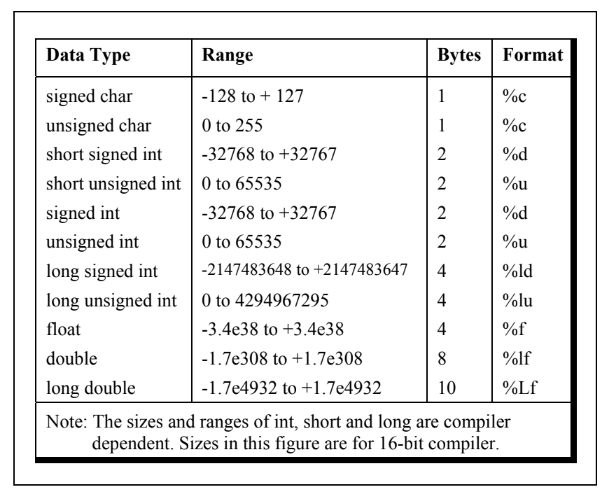 Data Type Range Bytes Format
signed char -128 to + 127 1 %c
unsigned char 0 to 255 1 %c
short signed int -32768 to +32767 2 %d
short unsigned int 0 to 65535 2 %u
signed int -32768 to +32767 2 %d
unsigned int 0 to 65535 2 %u
long signed int -2147483648 to +2147483647 4 %ld
long unsigned int 0 to 4294967295 4 %lu
float -3.4e38 to +3.4e38 4 %f
double -1.7e308 to +1.7e308 8 %lf
long double -1.7e4932 to +1.7e4932 10 %Lf
Note: The sizes and ranges of int, short and long are compiler
dependent. Sizes in this figure are for 16-bit compiler.